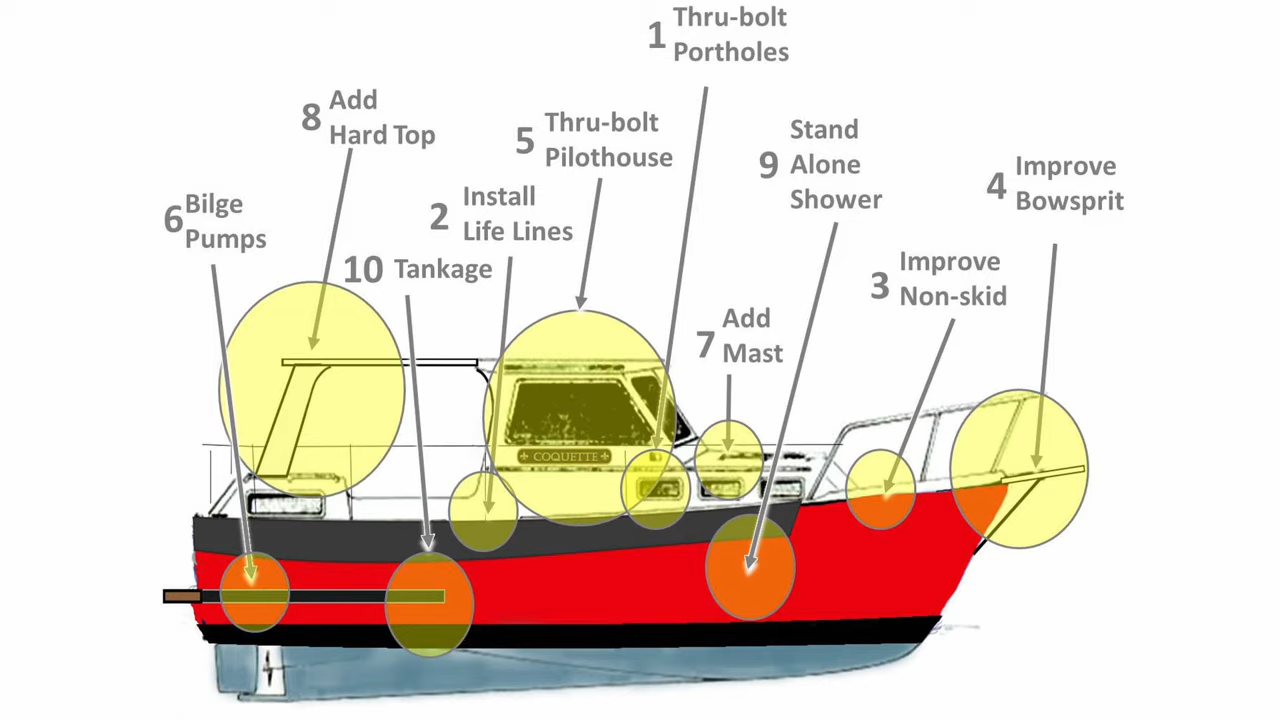 1 Thru-bolt
Portholes
8 Add
Hard Top
5 Thru-bolt
Pilothouse
9 Stand
Alone
Shower
4 Improve
Bowsprit
6 Bilge
Pumps
2 Install
Life Lines
10 Tankage
3 Improve
Non-skid
7 Add
Mast
COQUETTE